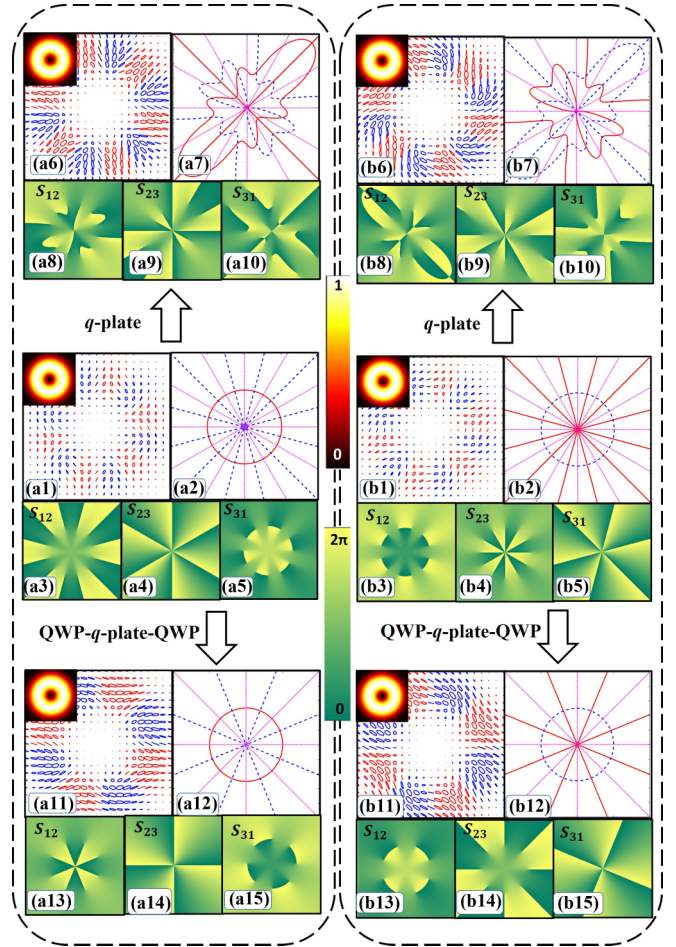 (a6)
(a7)
S12
S23
S31
(a8)
(a9)
(a10)
q-plate
(a1)
(a2)
S12
S23
S31
(a3)
(a4)
(a5)
QWP-q-plate-QWP
(a11)
(a12)
S12
S23
S31
(a13)
(a14)
(a15)
1
0
2π
0
(b6)
(b7)
S12
S23
S31
(b8)
(b9)
(b10)
q-plate
(b1)
(b2)
S12
S23
S31
(b3)
(b4)
(b5)
QWP-q-plate-QWP
(b11)
(b12)
S12
S23
S31
(b13)
(b14)
(b15)